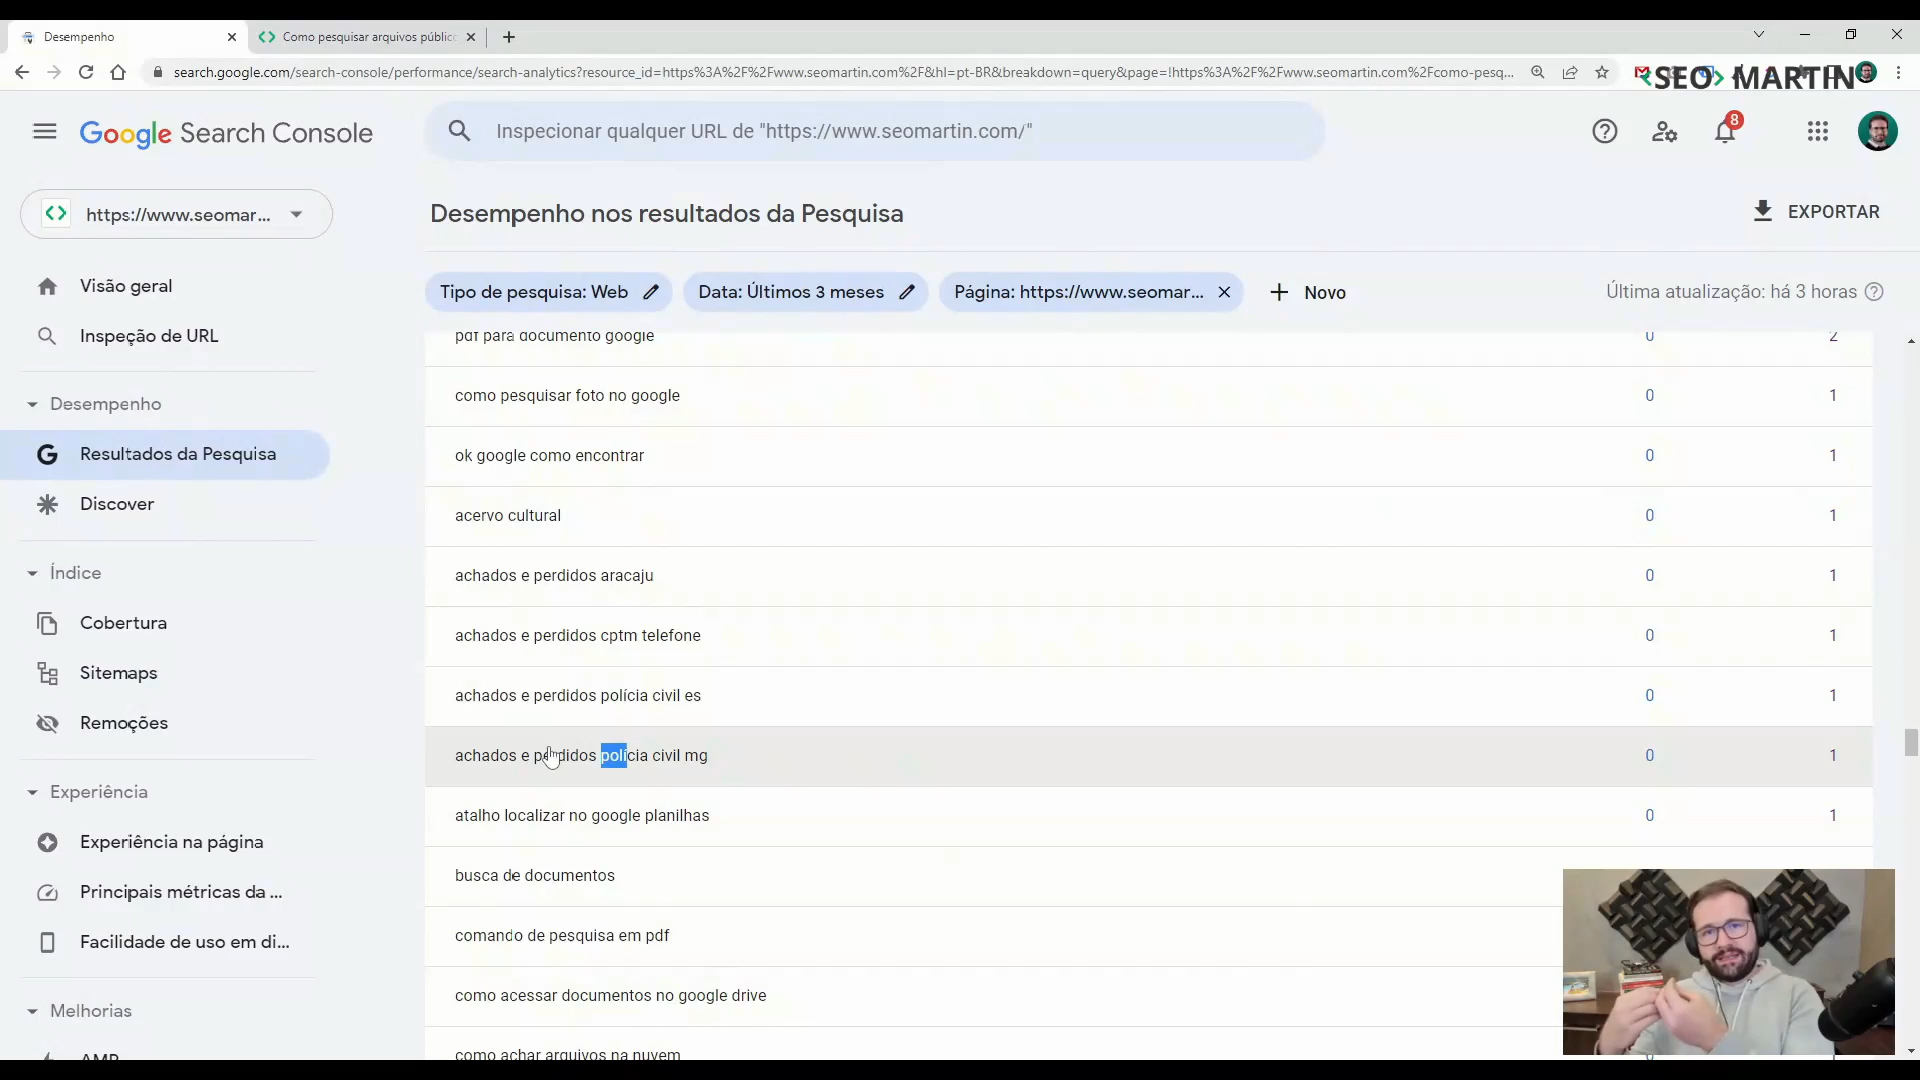 Desempenho
Como pesquisar arquivos públic
search.google.com/search-console/performance/search-analytics?resource_id=https%3A%2F%2Fwww.seomartin.com%2F&hl=pt-BR&breakdown=query&page=!https%3A%2F%2Fwww.seomartin.com%2Fcomo-pesq...
<SEO> MARTIN
Google Search Console
Inspecionar qualquer URL de "https://www.seomartin.com/"
8
https://www.seomar...
Desempenho nos resultados da Pesquisa
EXPORTAR
Tipo de pesquisa: Web
Data: Últimos 3 meses
Página: https://www.seomar...
Novo
Última atualização: há 3 horas
Visão geral
Inspeção de URL
Desempenho
Resultados da Pesquisa
Discover
Índice
Cobertura
Sitemaps
Remoções
Experiência
Experiência na página
Principais métricas da ...
Facilidade de uso em di...
Melhorias
AMP
pdf para documento google 0 2
como pesquisar foto no google 0 1
ok google como encontrar 0 1
acervo cultural 0 1
achados e perdidos aracaju 0 1
achados e perdidos cptm telefone 0 1
achados e perdidos polícia civil es 0 1
achados e perdidos polícia civil mg 0 1
atalho localizar no google planilhas 0 1
busca de documentos
comando de pesquisa em pdf
como acessar documentos no google drive
como achar arquivos na nuvem